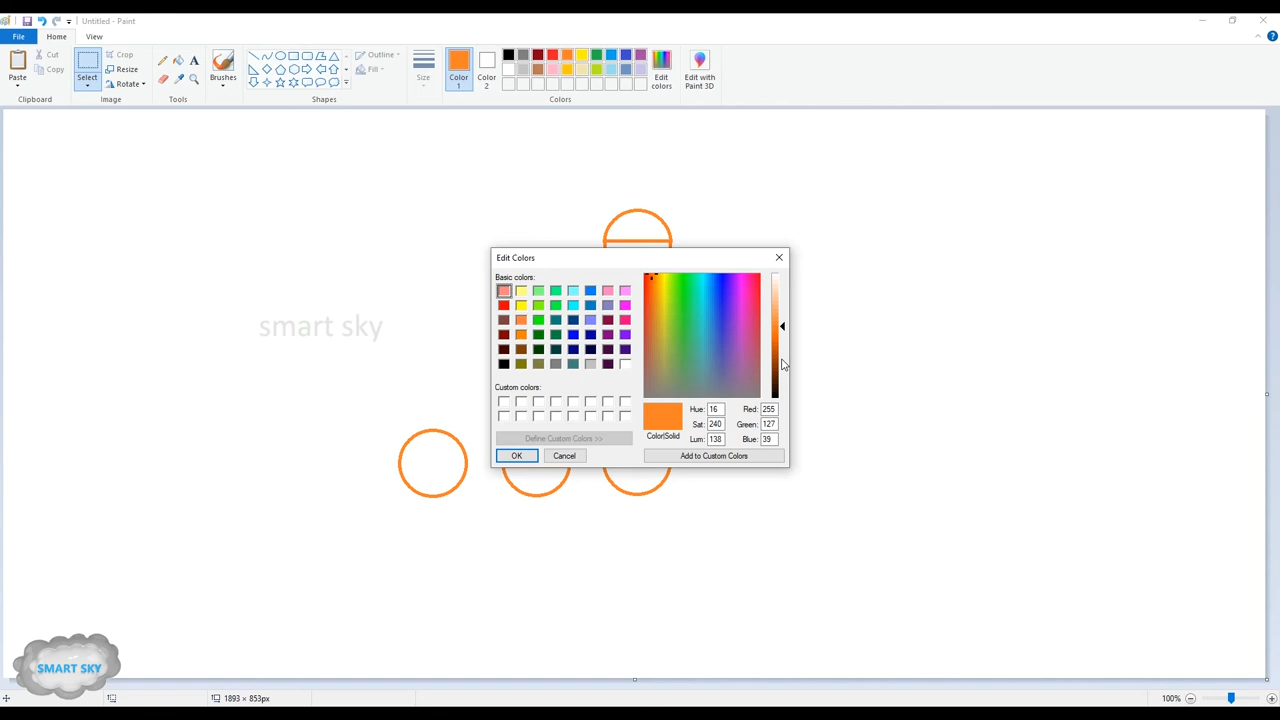 Untitled - Paint
File Home View
Paste
Cut
Copy
Clipboard
Select
Crop
Resize
Rotate
Image
Tools
Brushes
Shapes
Outline
Fill
Size
Color 1
Color 2
Colors
Edit colors
Edit with Paint 3D
smart sky
Edit Colors
Basic colors:
Custom colors:
Define Custom Colors >>
OK Cancel
Color|Solid
Hue: 16 Red: 255
Sat: 240 Green: 127
Lum: 138 Blue: 39
Add to Custom Colors
SMART SKY
1893 × 853px 100%